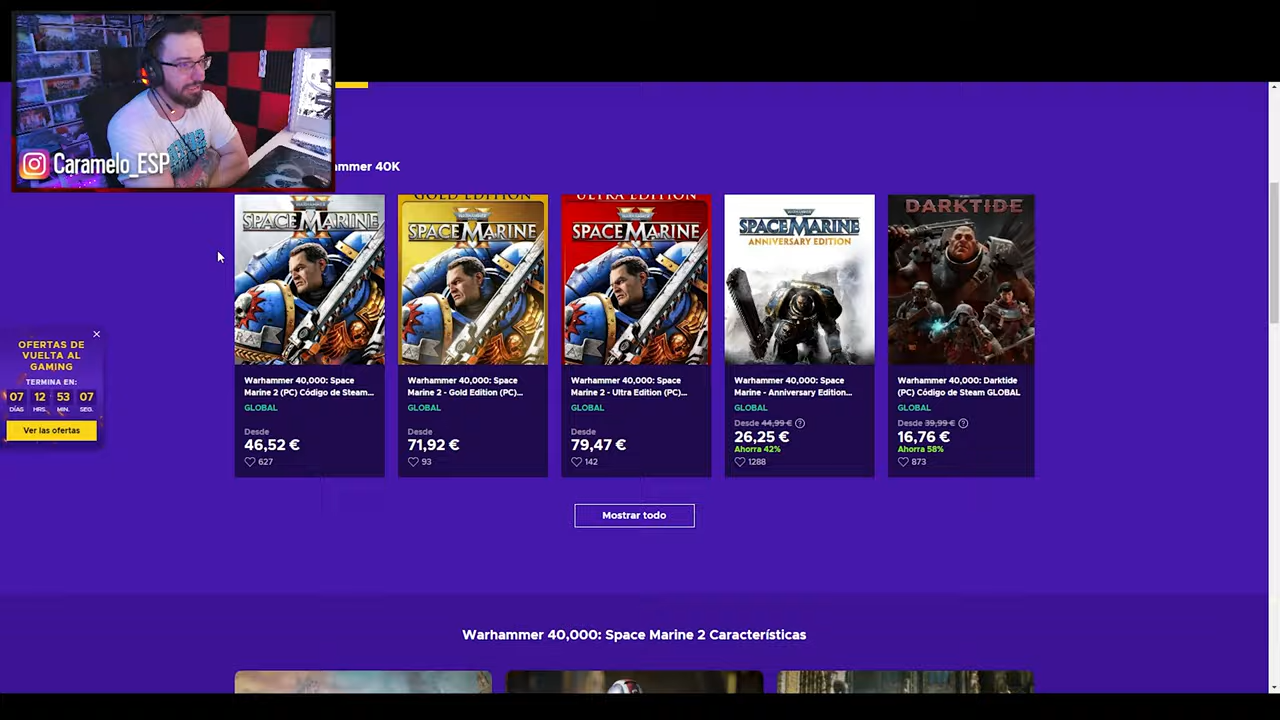 Caramelo_ESP
mmer 40K
SPACE MARINE
GOLD EDITION
SPACE MARINE
ULTRA EDITION
SPACE MARINE
SPACE MARINE
ANNIVERSARY EDITION
DARKTIDE
Warhammer 40,000: Space
Marine 2 (PC) Código de Steam...
GLOBAL
Desde
46,52 €
627
Warhammer 40,000: Space
Marine 2 - Gold Edition (PC)...
GLOBAL
Desde
71,92 €
93
Warhammer 40,000: Space
Marine 2 - Ultra Edition (PC)...
GLOBAL
Desde
79,47 €
142
Warhammer 40,000: Space
Marine - Anniversary Edition...
GLOBAL
Desde 44,99 €
26,25 €
Ahorra 42%
1288
Warhammer 40,000: Darktide
(PC) Código de Steam GLOBAL
GLOBAL
Desde 39,99 €
16,76 €
Ahorra 58%
873
OFERTAS DE
VUELTA AL
GAMING
TERMINA EN:
07 12 53 07
DÍAS HRS. MIN. SEG.
Ver las ofertas
Mostrar todo
Warhammer 40,000: Space Marine 2 Características